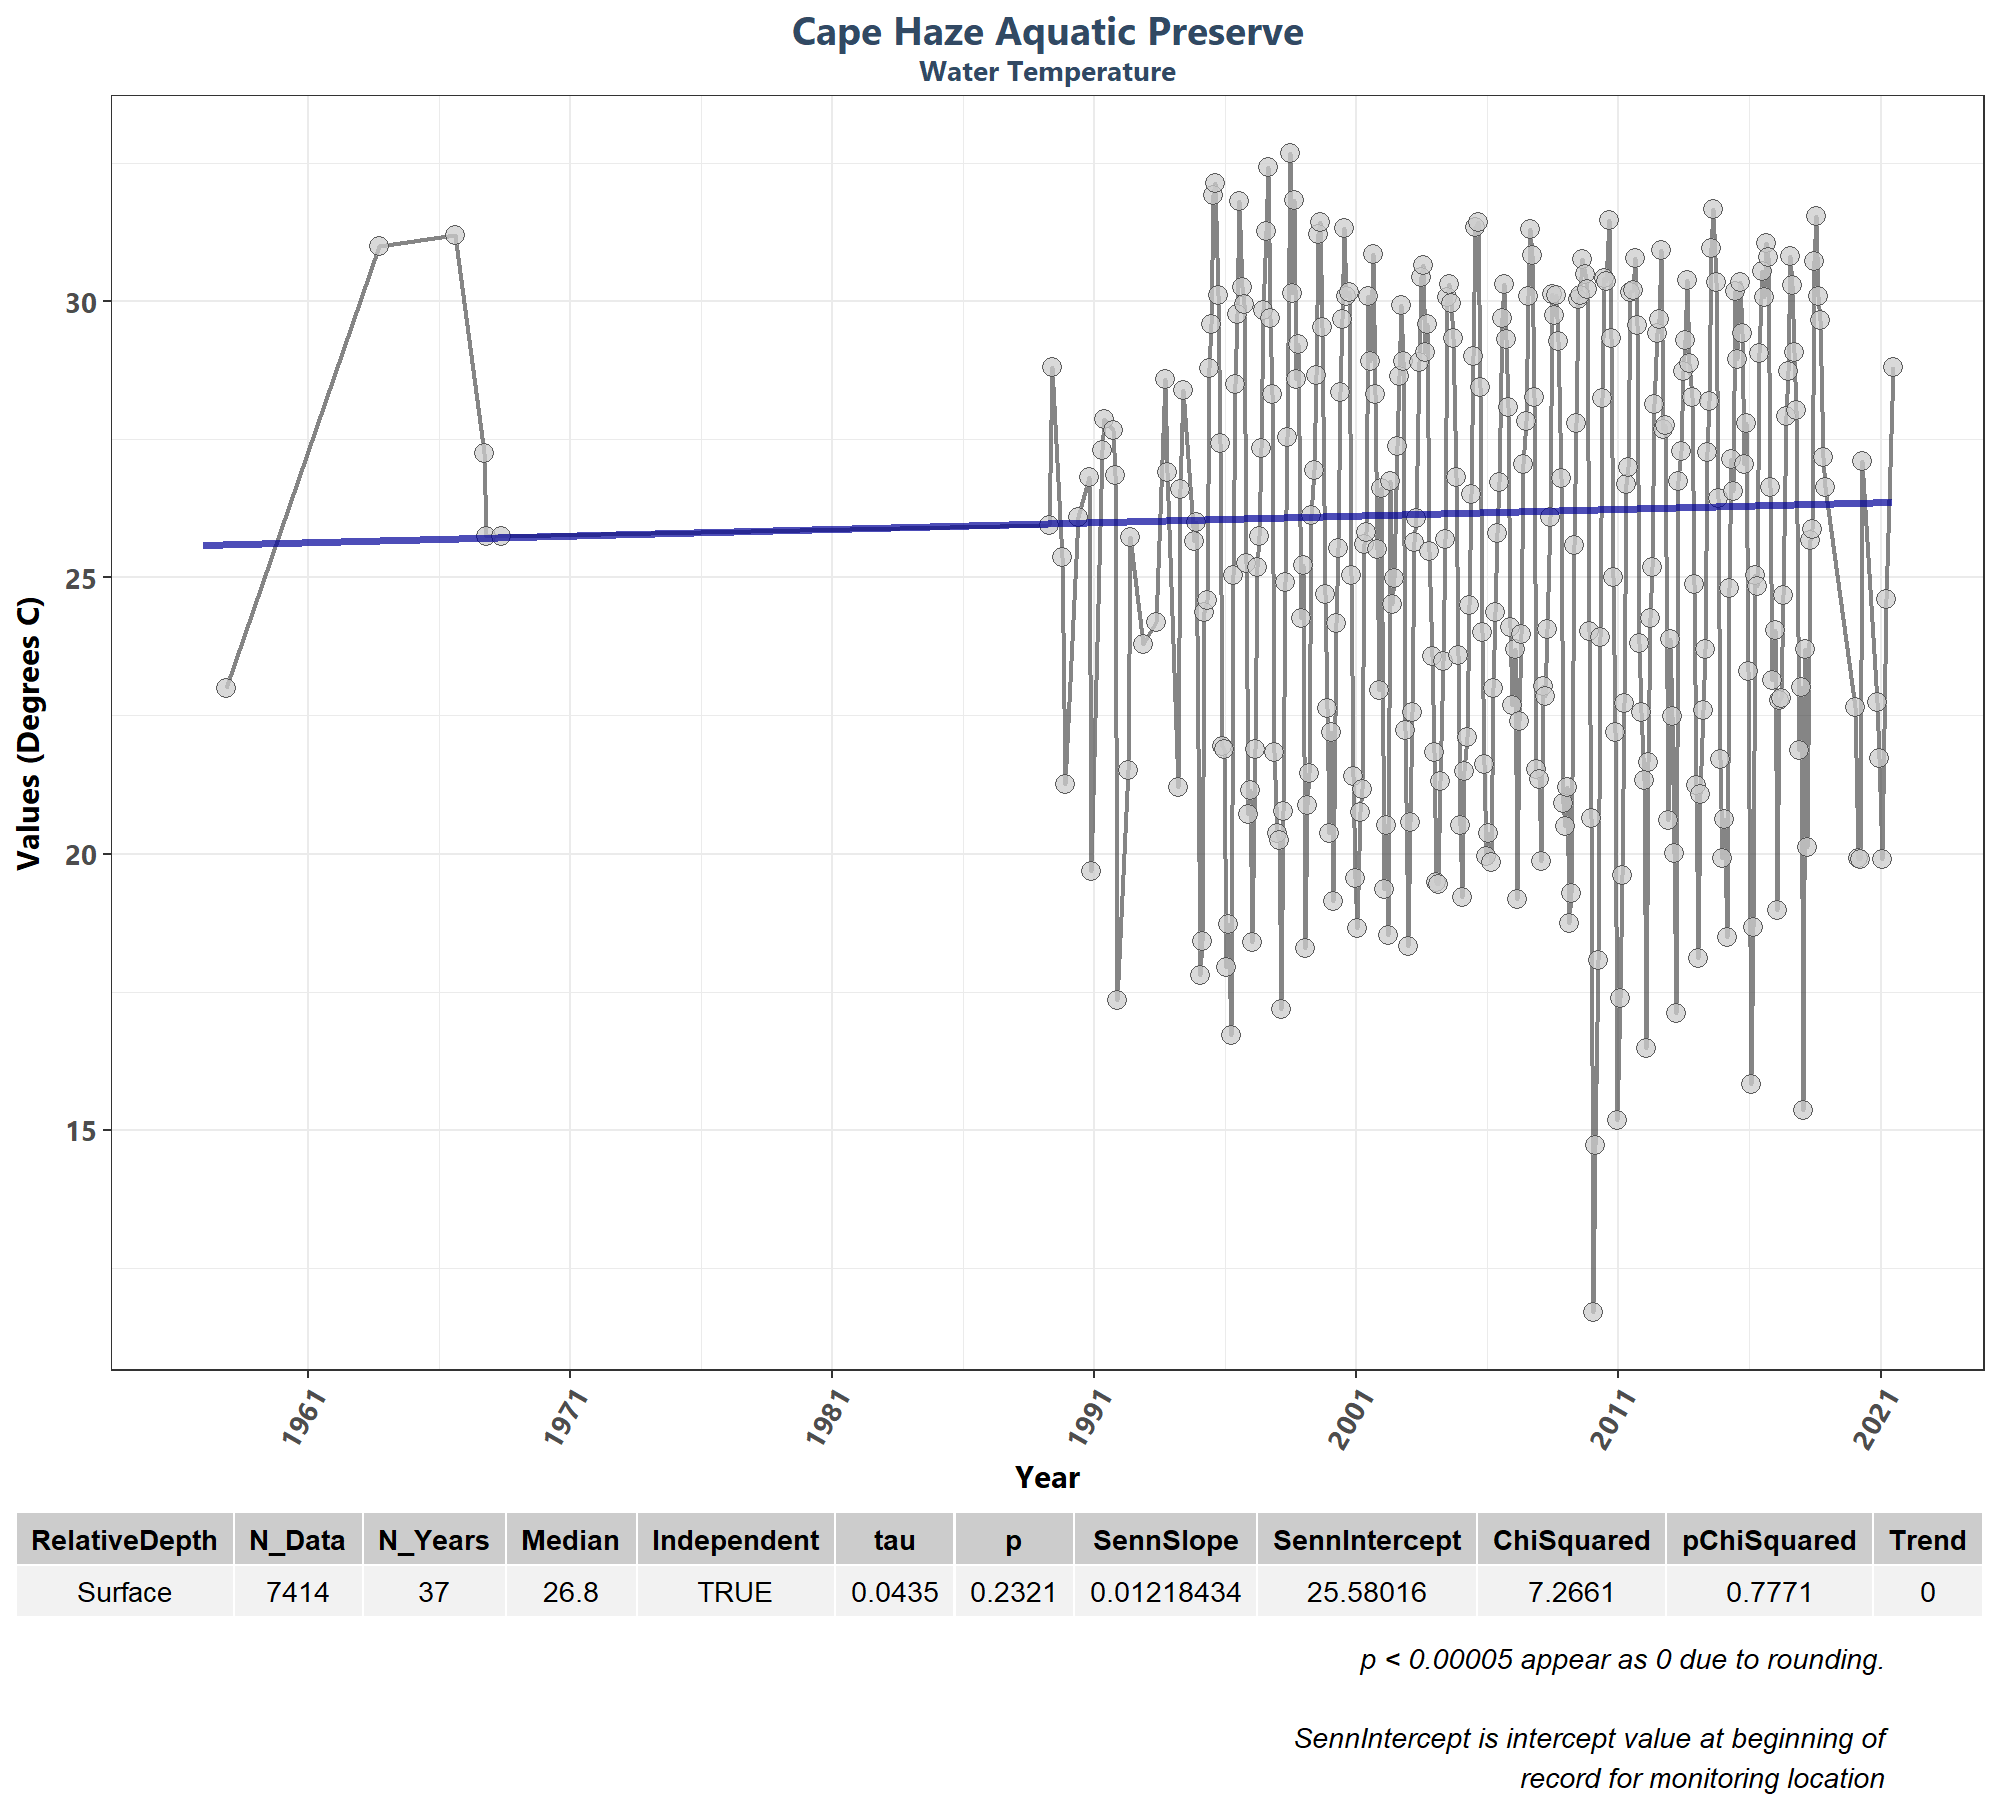 Cape Haze Aquatic Preserve
Water Temperature
Values (Degrees C)
30
25
20
15
1961 1971 1981 1991 2001 2011 2021
Year
RelativeDepth N_Data N_Years Median Independent tau p SennSlope SennIntercept ChiSquared pChiSquared Trend
Surface 7414 37 26.8 TRUE 0.0435 0.2321 0.01218434 25.58016 7.2661 0.7771 0
p < 0.00005 appear as 0 due to rounding.
SennIntercept is intercept value at beginning of
record for monitoring location